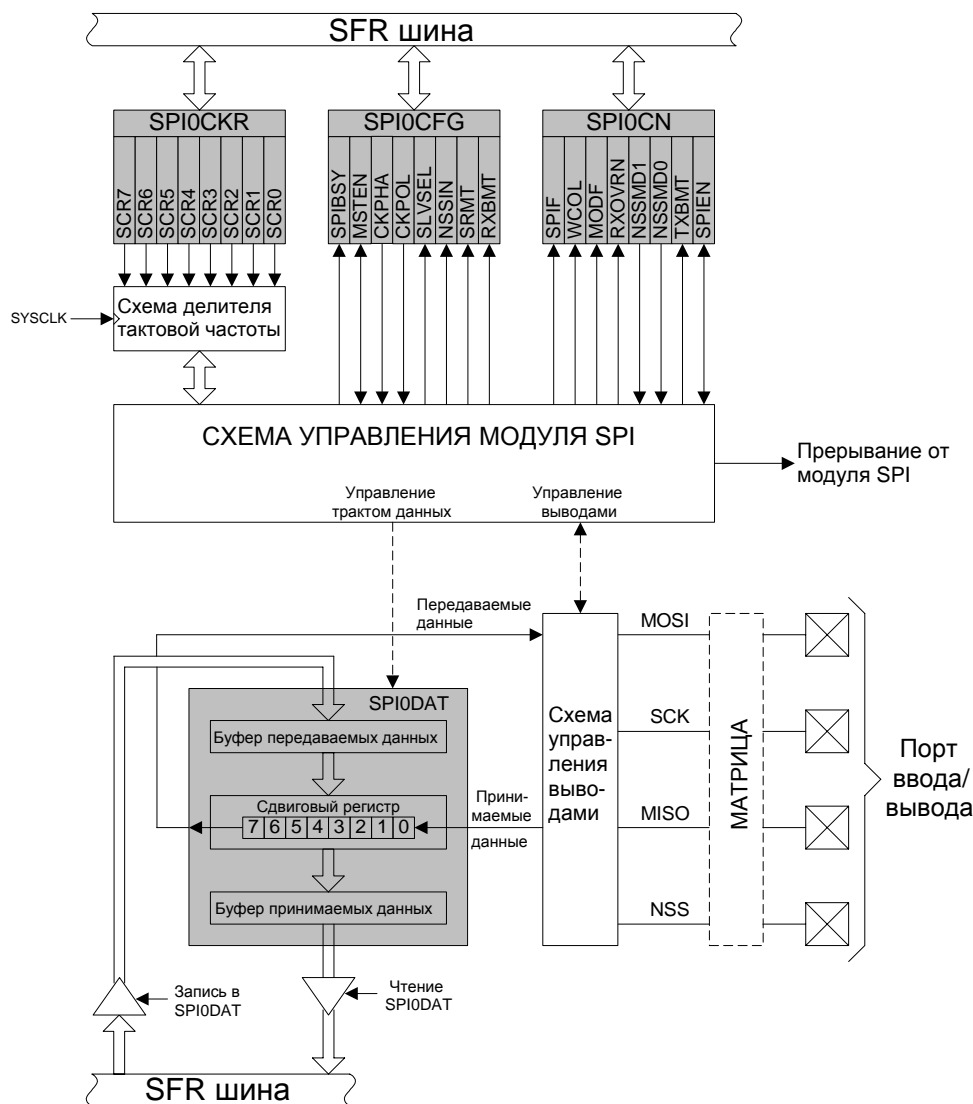 SFR шина
SPI0CKR
SPI0CFG
SPI0CN
SCR7
SCR6
SCR5
SCR4
SCR3
SCR2
SCR1
SCR0
SPIBSY
MSTEN
CKPHA
CKPOL
SLVSEL
NSSIN
SRMT
RXBMT
SPIF
WCOL
MODF
RXOVRN
NSSMD1
NSSMD0
TXBMT
SPIEN
SYSCLK
Схема делителя
тактовой частоты
СХЕМА УПРАВЛЕНИЯ МОДУЛЯ SPI
Прерывание от
модуля SPI
Управление
трактом данных
Управление
выводами
Передаваемые
данные
SPI0DAT
Буфер передаваемых данных
Сдвиговый регистр
7 6 5 4 3 2 1 0
Буфер принимаемых данных
Прини-
маемые
данные
Схема
управ-
ления
выво-
дами
MOSI
SCK
MISO
NSS
МАТРИЦА
Порт
ввода/
вывода
Запись в
SPI0DAT
Чтение
SPI0DAT
SFR шина